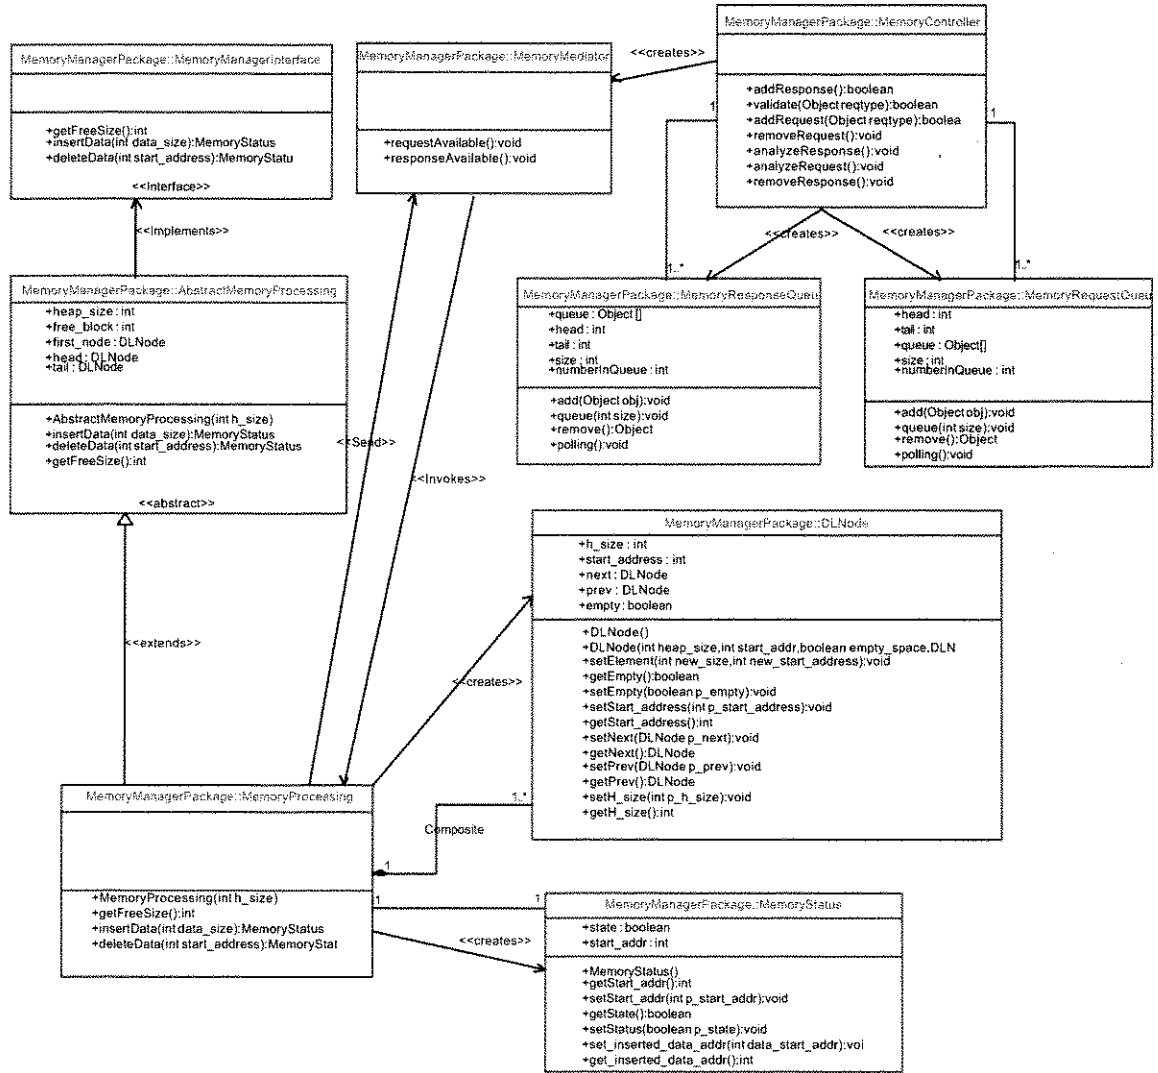 MemoryManagerPackage::MemoryManagerInterface
+getFreeSize():int
+insertData(int data_size):MemoryStatus
+deleteData(int start_address):MemoryStatu
<<Interface>>
<<Implements>>
MemoryManagerPackage::MemoryMediator
+requestAvailable():void
+responseAvailable():void
<<creates>>
MemoryManagerPackage::MemoryController
+addResponse():boolean
+validate(Object reqtype):boolean
+addRequest(Object reqtype):boolea
+removeRequest():void
+analyzeResponse():void
+analyzeRequest():void
+removeResponse():void
1
1
<<creates>>
<<creates>>
1..*
1..*
MemoryManagerPackage::AbstractMemoryProcessing
+heap_size : int
+free_block : int
+first_node : DLNode
+head : DLNode
+tail : DLNode
+AbstractMemoryProcessing(int h_size)
+insertData(int data_size):MemoryStatus
+deleteData(int start_address):MemoryStatus
+getFreeSize():int
<<abstract>>
MemoryManagerPackage::MemoryResponseQueu
+queue : Object[]
+head : int
+tail : int
+size : int
+numberInQueue : int
+add(Object obj):void
+queue(int size):void
+remove():Object
+polling():void
MemoryManagerPackage::MemoryRequestQueu
+head : int
+tail : int
+queue : Object[]
+size : int
+numberInQueue : int
+add(Object obj):void
+queue(int size):void
+remove():Object
+polling():void
<<Send>>
<<Invokes>>
<<extends>>
<<creates>>
MemoryManagerPackage::DLNode
+h_size : int
+start_address : int
+next : DLNode
+prev : DLNode
+empty : boolean
+DLNode()
+DLNode(int heap_size,int start_addr,boolean empty_space,DLN
+setElement(int new_size,int new_start_address):void
+getEmpty():boolean
+setEmpty(boolean p_empty):void
+setStart_address(int p_start_address):void
+getStart_address():int
+setNext(DLNode p_next):void
+getNext():DLNode
+setPrev(DLNode p_prev):void
+getPrev():DLNode
+setH_size(int p_h_size):void
+getH_size():int
1..*
Composite
1
MemoryManagerPackage::MemoryProcessing
+MemoryProcessing(int h_size)
+getFreeSize():int
+insertData(int data_size):MemoryStatus
+deleteData(int start_address):MemoryStat
1
1
<<creates>>
MemoryManagerPackage::MemoryStatus
+state : boolean
+start_addr : int
+MemoryStatus()
+getStart_addr():int
+setStart_addr(int p_start_addr):void
+getState():boolean
+setStatus(boolean p_state):void
+set_inserted_data_addr(int data_start_addr):voi
+get_inserted_data_addr():int